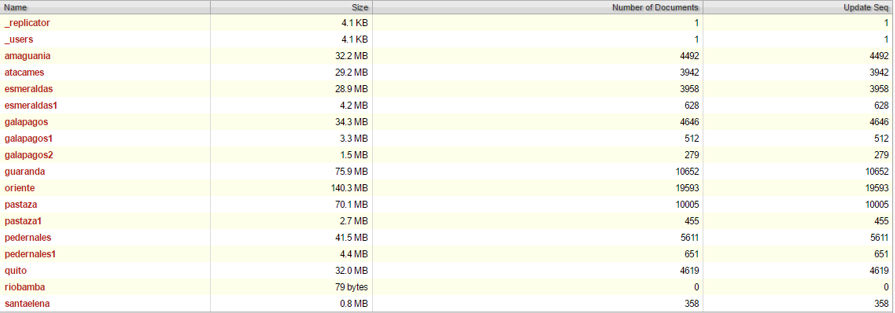 Name Size Number of Documents Update Seq
_replicator 4.1 KB 1 1
_users 4.1 KB 1 1
amaguania 32.2 MB 4492 4492
atacames 29.2 MB 3942 3942
esmeraldas 28.9 MB 3958 3958
esmeraldas1 4.2 MB 628 628
galapagos 34.3 MB 4646 4646
galapagos1 3.3 MB 512 512
galapagos2 1.5 MB 279 279
guaranda 75.9 MB 10652 10652
oriente 140.3 MB 19593 19593
pastaza 70.1 MB 10005 10005
pastaza1 2.7 MB 455 455
pedernales 41.5 MB 5611 5611
pedernales1 4.4 MB 651 651
quito 32.0 MB 4619 4619
riobamba 79 bytes 0 0
santaelena 0.8 MB 358 358